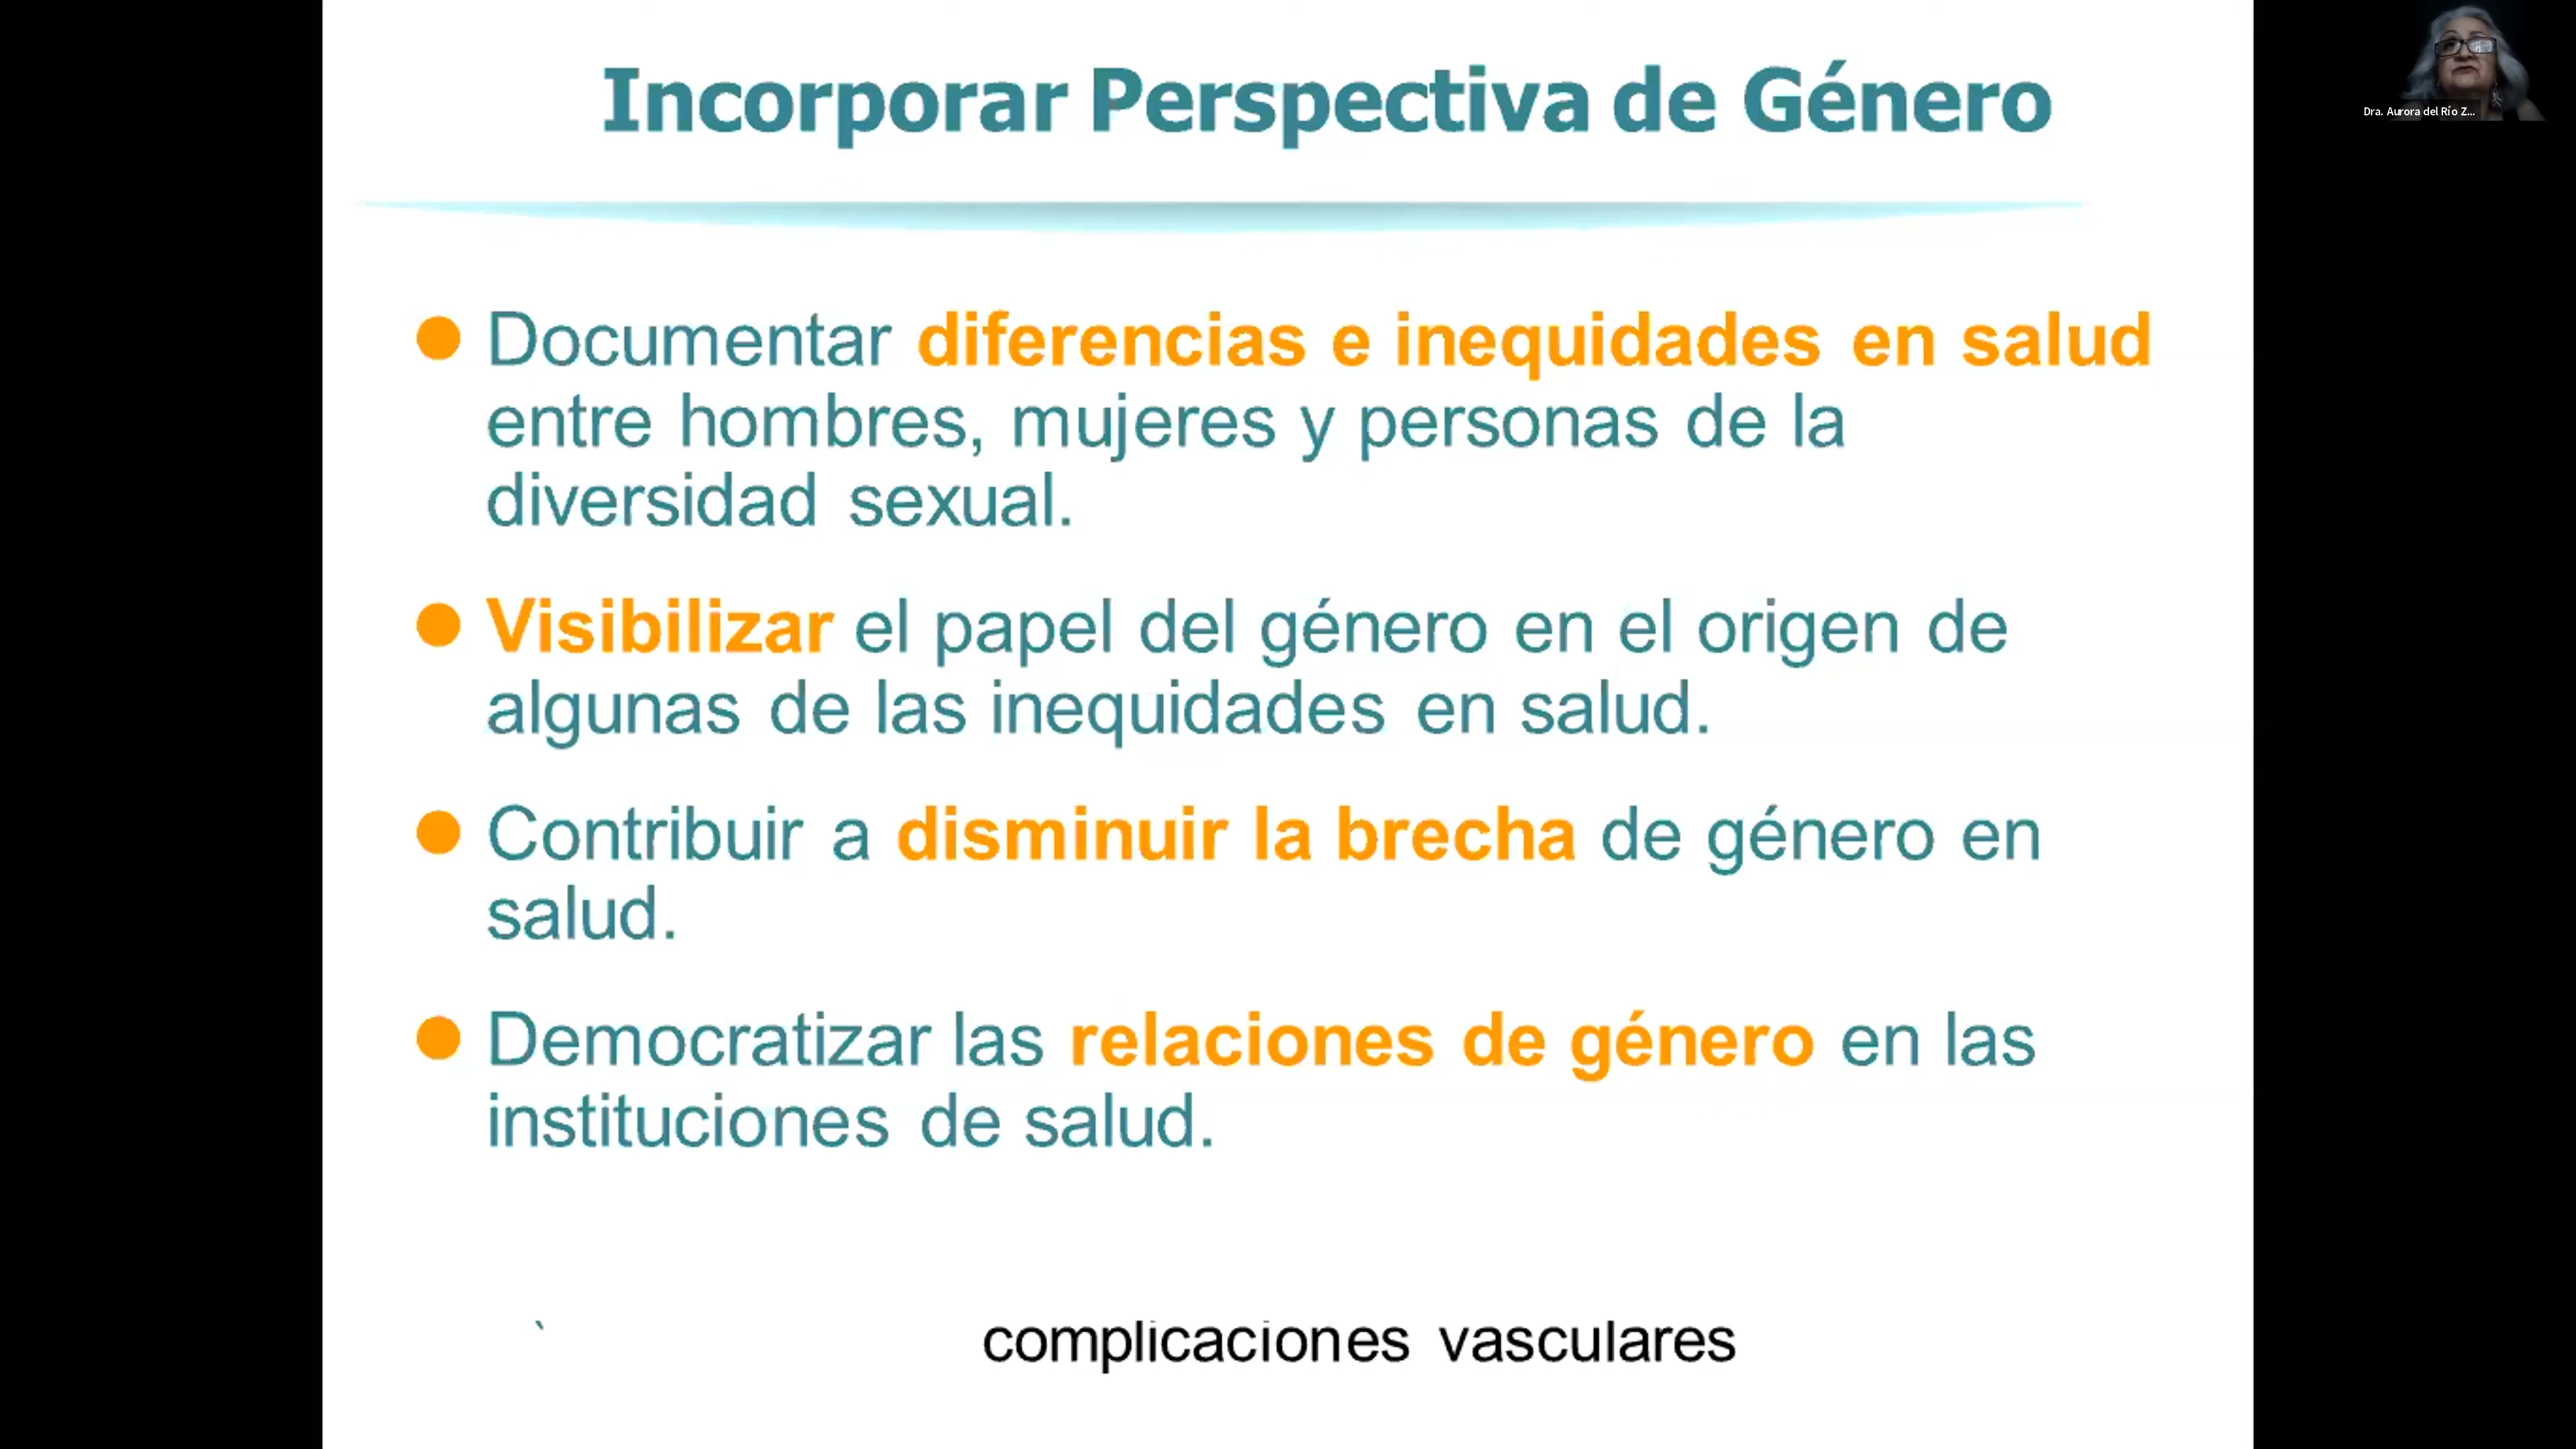 Incorporar Perspectiva de Género
Dra. Aurora del Río Z...
Documentar diferencias e inequidades en salud
entre hombres, mujeres y personas de la
diversidad sexual.
Visibilizar el papel del género en el origen de
algunas de las inequidades en salud.
Contribuir a disminuir la brecha de género en
salud.
Democratizar las relaciones de género en las
instituciones de salud.
` complicaciones vasculares